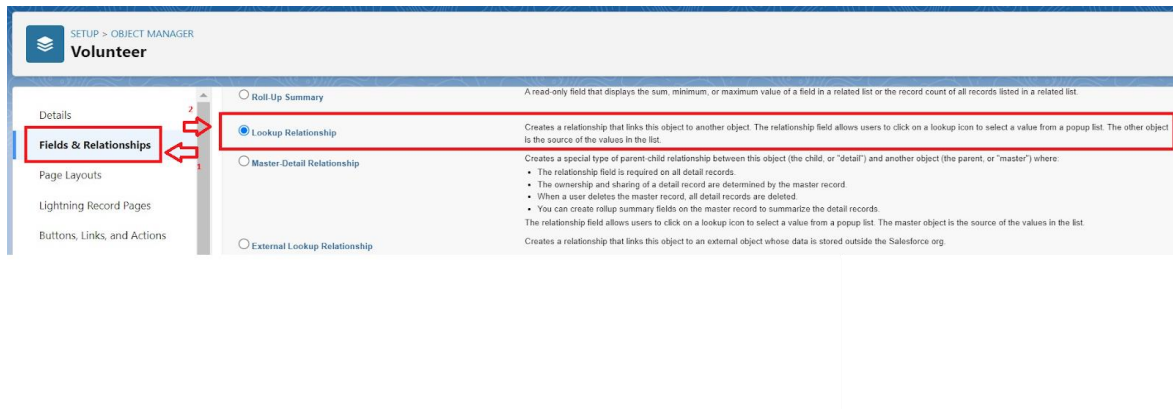 SETUP > OBJECT MANAGER
Volunteer
Details
Fields & Relationships
Page Layouts
Lightning Record Pages
Buttons, Links, and Actions
2
1
Roll-Up Summary
A read-only field that displays the sum, minimum, or maximum value of a field in a related list or the record count of all records listed in a related list.
Lookup Relationship
Creates a relationship that links this object to another object. The relationship field allows users to click on a lookup icon to select a value from a popup list. The other object
is the source of the values in the list.
Master-Detail Relationship
Creates a special type of parent-child relationship between this object (the child, or "detail") and another object (the parent, or "master") where:
• The relationship field is required on all detail records.
• The ownership and sharing of a detail record are determined by the master record.
• When a user deletes the master record, all detail records are deleted.
• You can create rollup summary fields on the master record to summarize the detail records.
The relationship field allows users to click on a lookup icon to select a value from a popup list. The master object is the source of the values in the list.
External Lookup Relationship
Creates a relationship that links this object to an external object whose data is stored outside the Salesforce org.